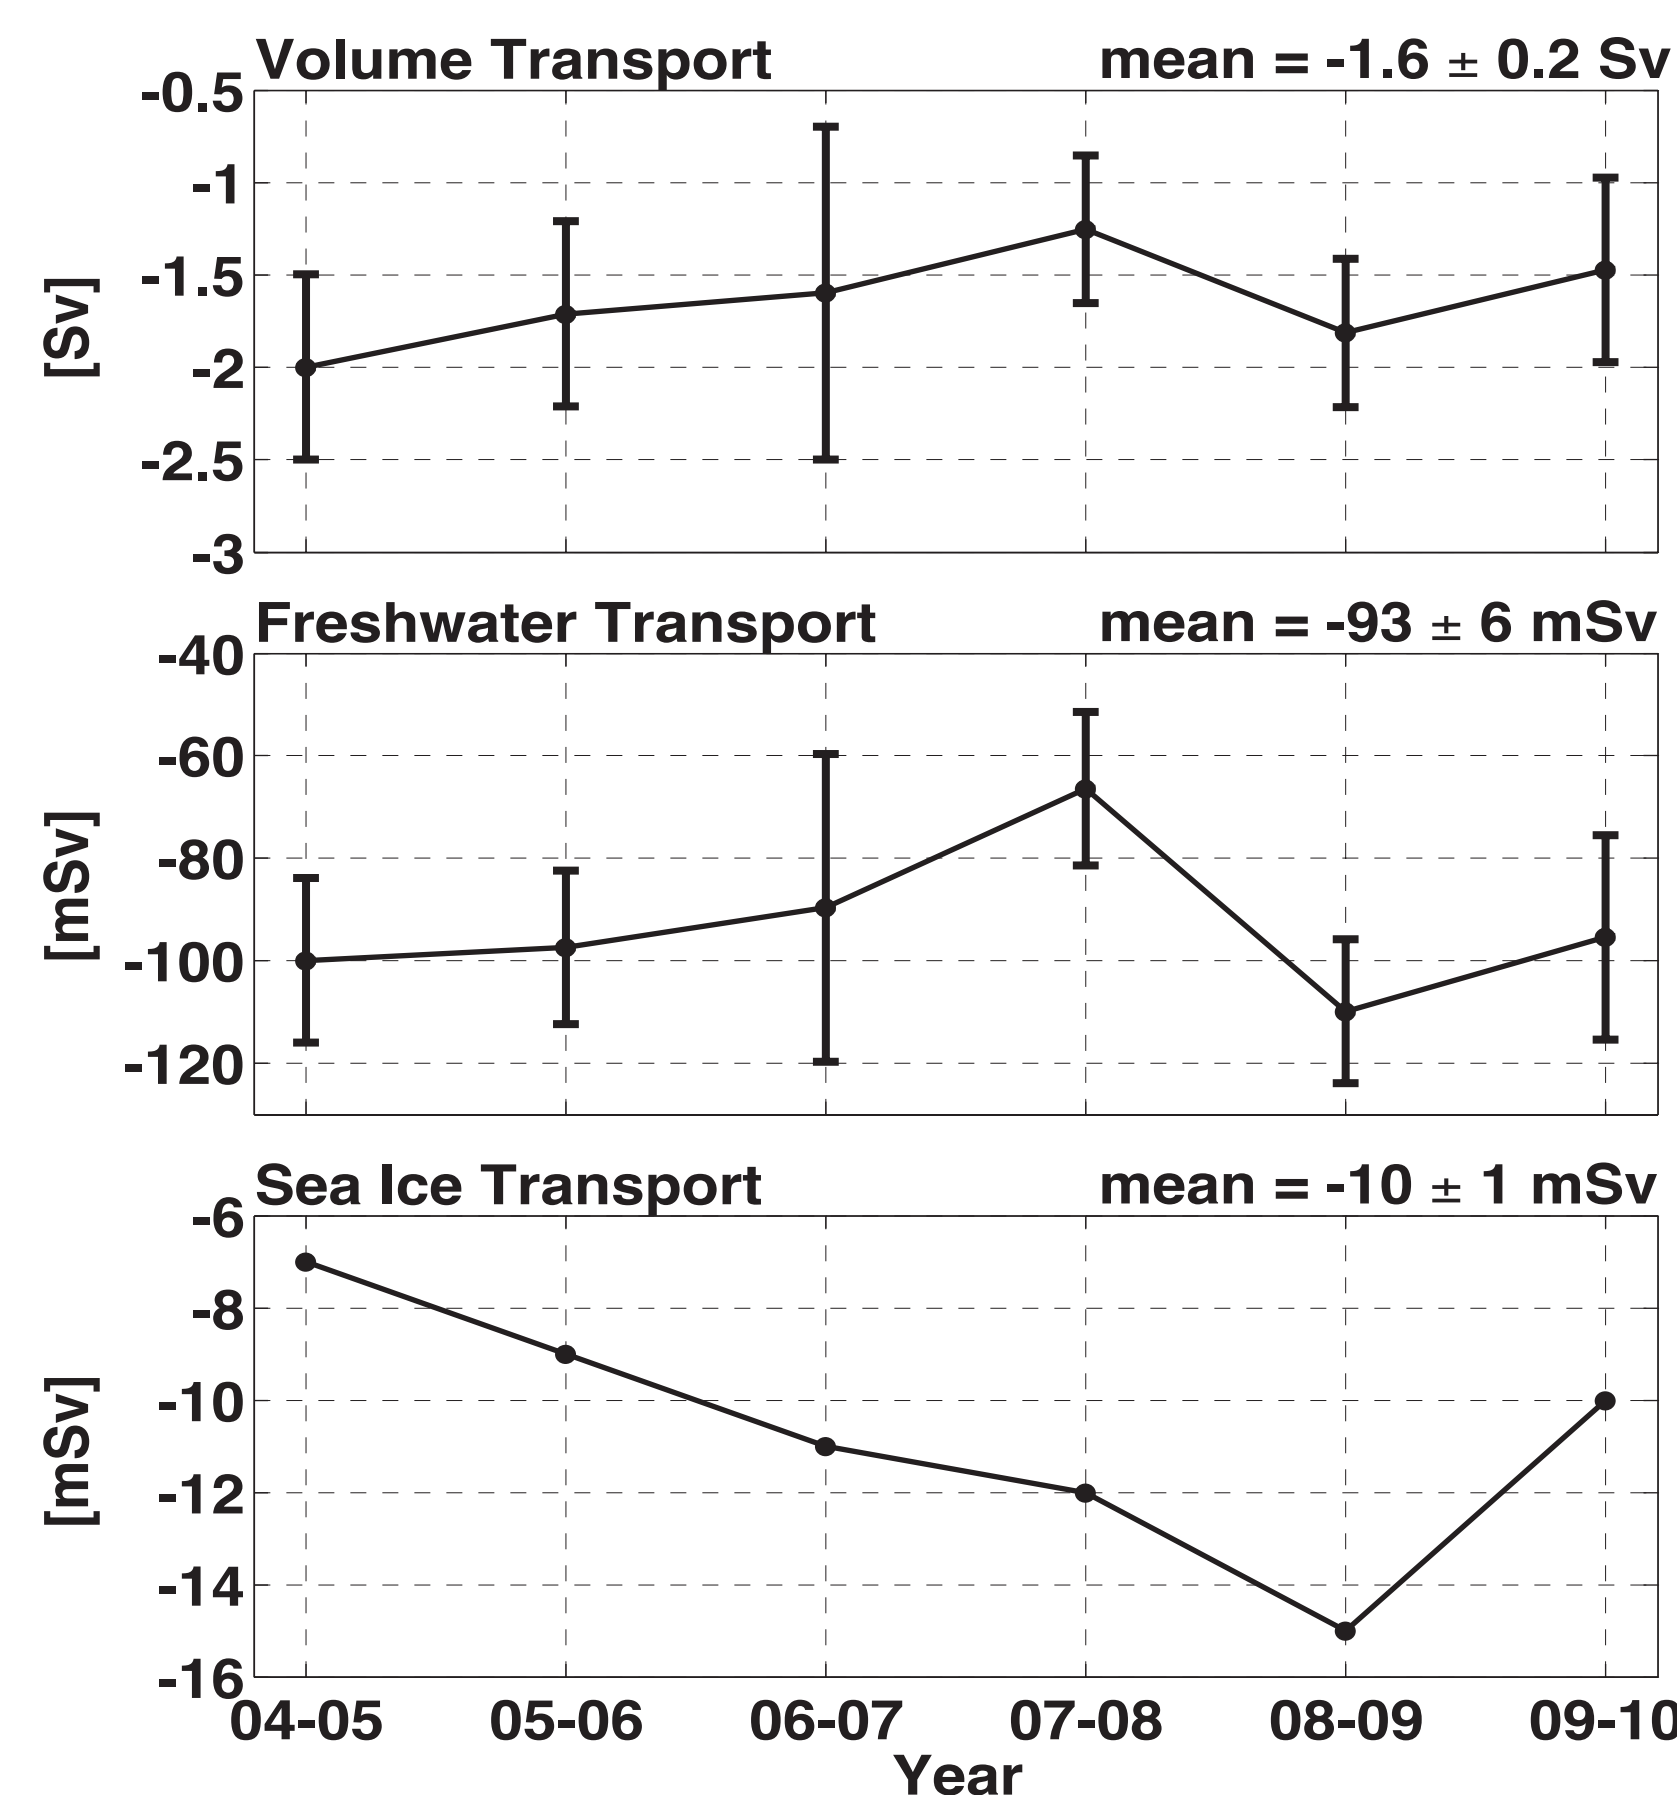 Volume Transport mean = -1.6 ± 0.2 Sv
-0.5
-1
-1.5
-2
-2.5
-3
[Sv]
Freshwater Transport mean = -93 ± 6 mSv
-40
-60
-80
-100
-120
[mSv]
Sea Ice Transport mean = -10 ± 1 mSv
-6
-8
-10
-12
-14
-16
[mSv]
04-05 05-06 06-07 07-08 08-09 09-10
Year